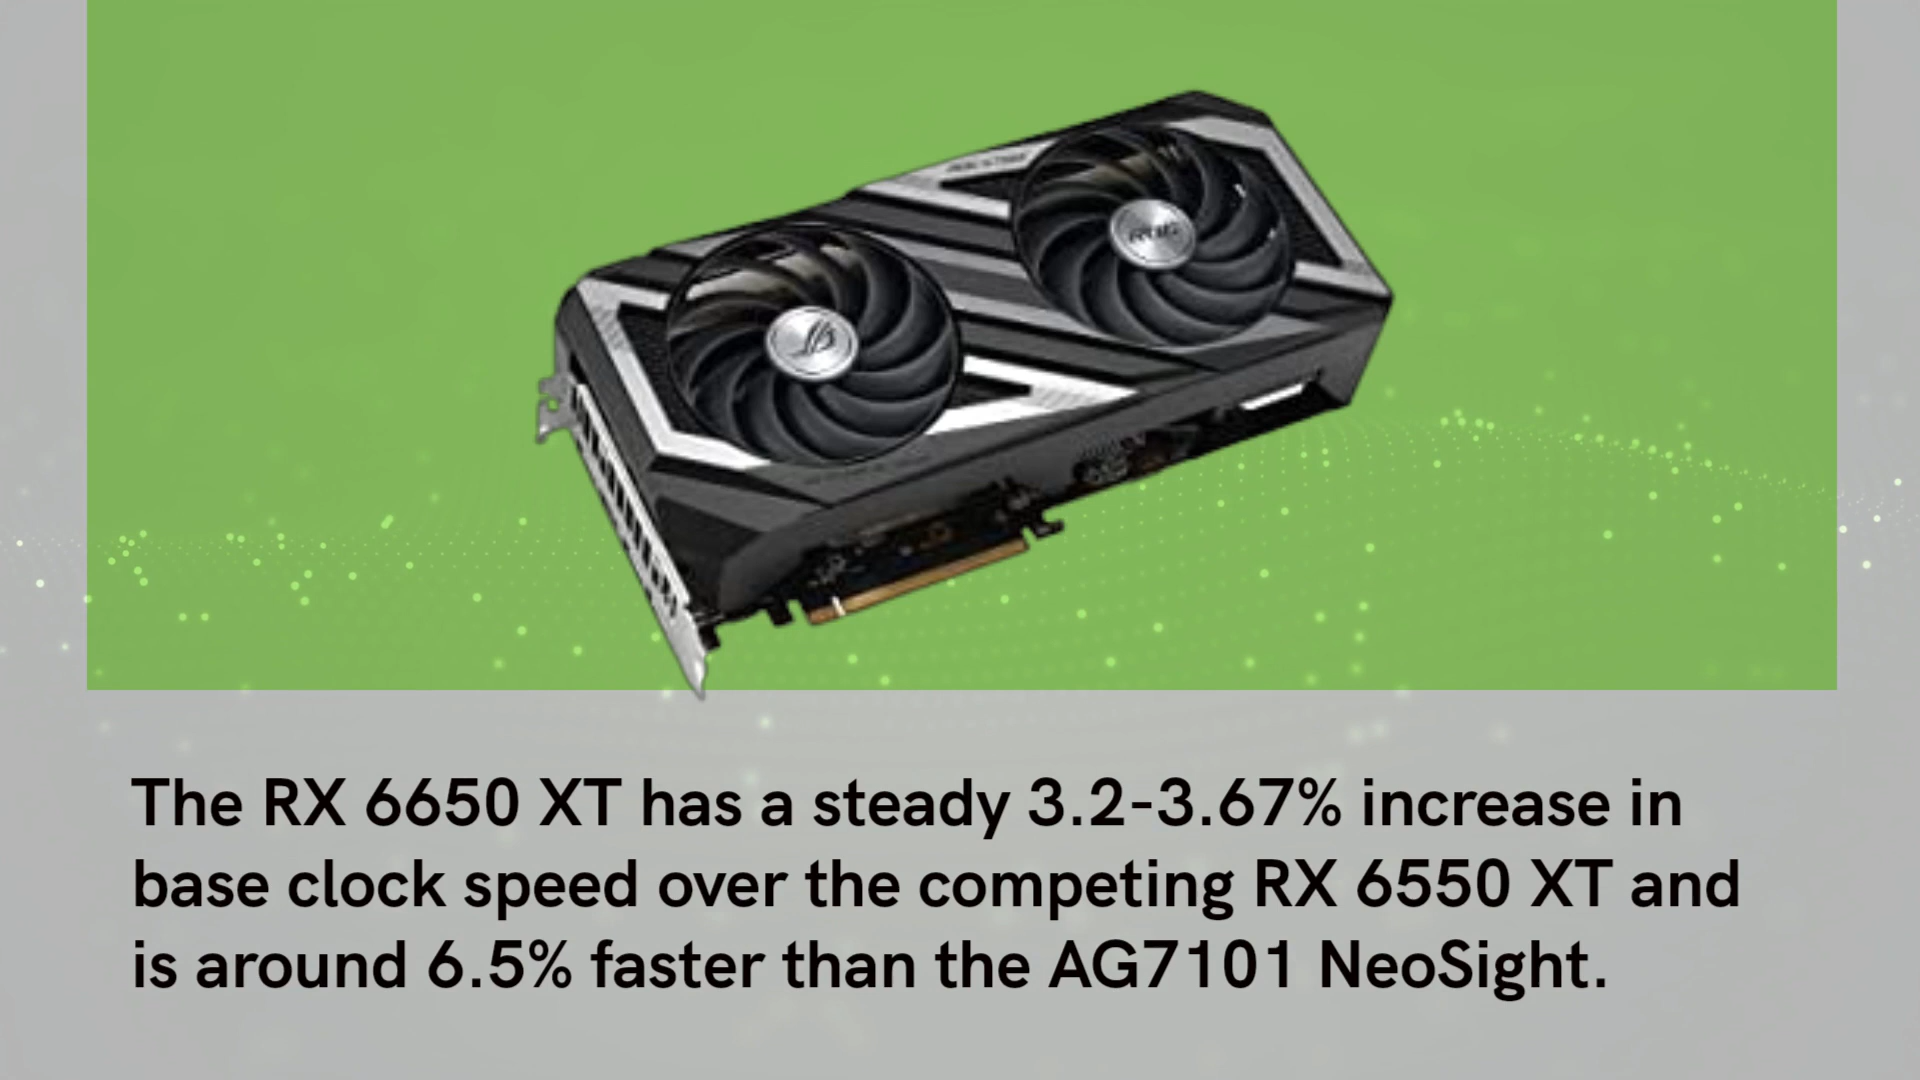 The RX 6650 XT has a steady 3.2-3.67% increase in
base clock speed over the competing RX 6550 XT and
is around 6.5% faster than the AG7101 NeoSight.